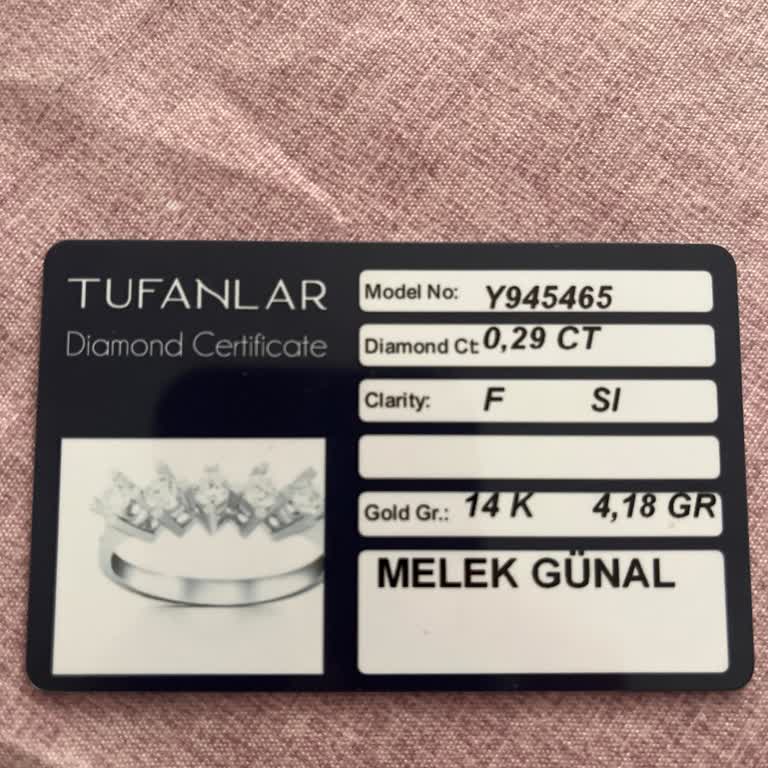 TUFANLAR
Diamond Certificate
Model No: Y945465
Diamond Ct: 0,29 CT
Clarity: F SI
Gold Gr.: 14 K 4,18 GR
MELEK GÜNAL